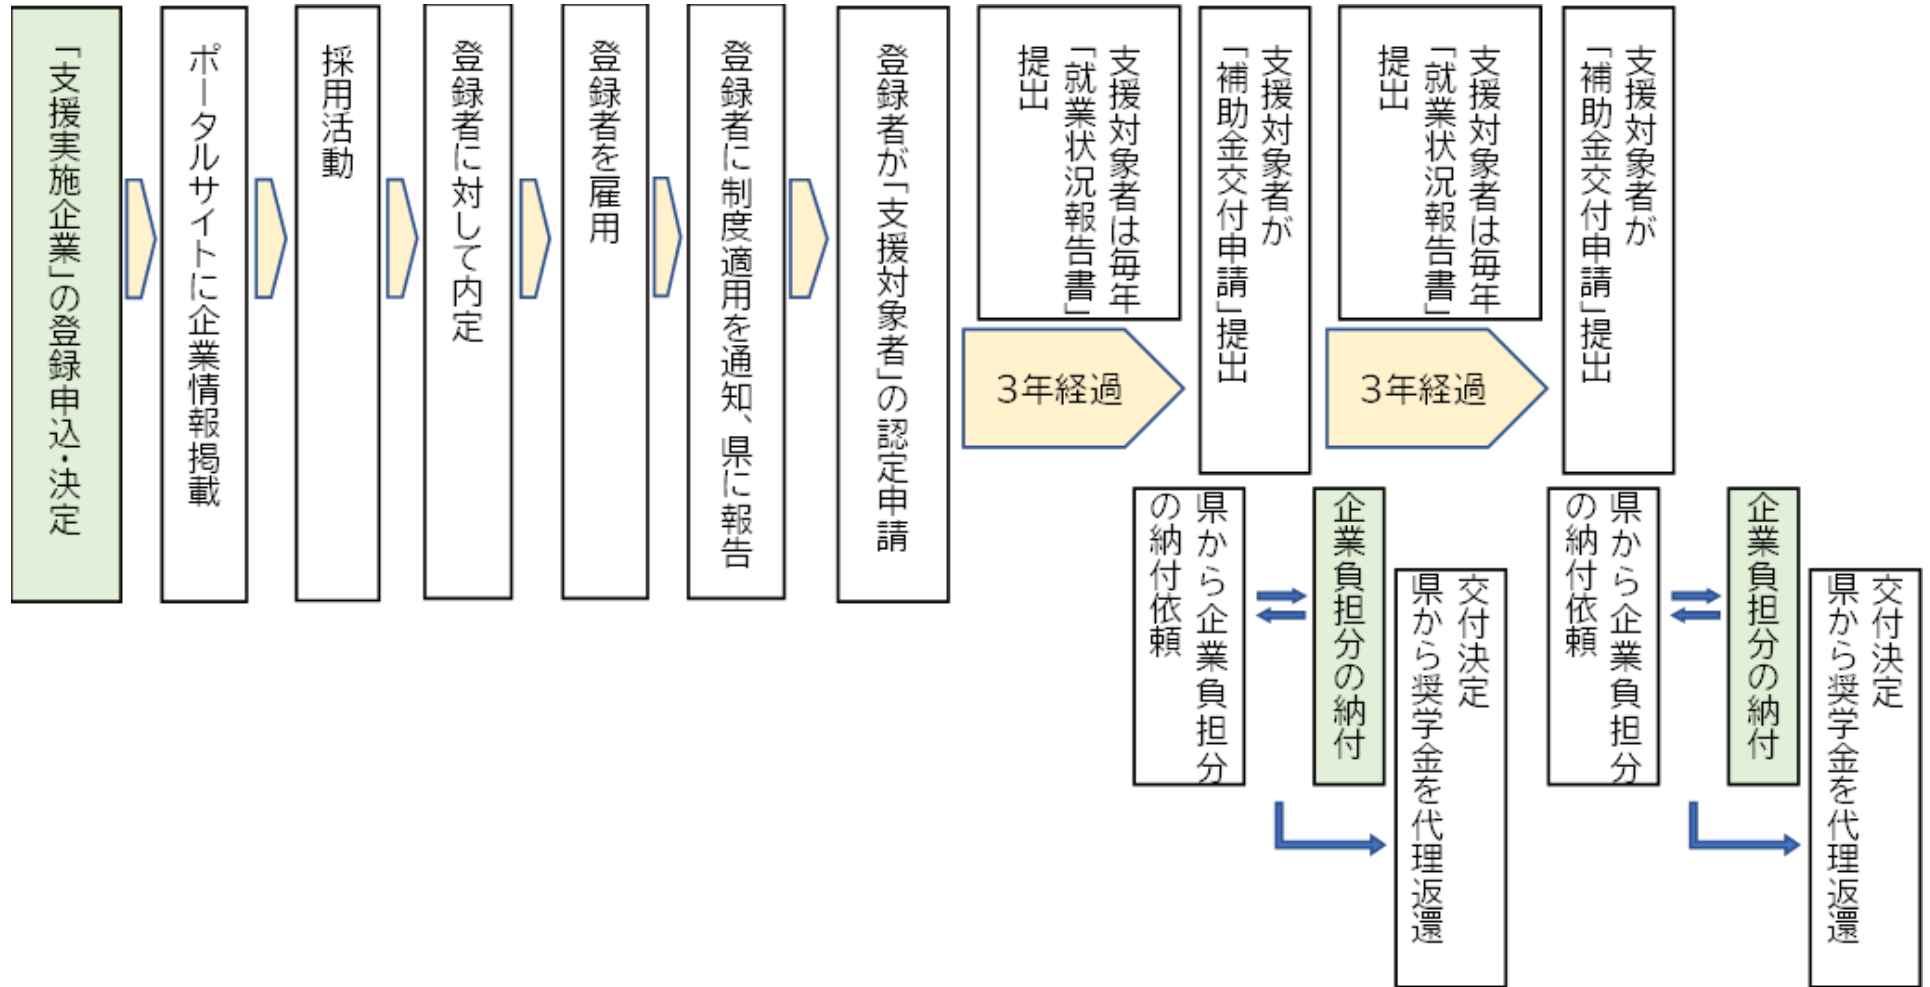 「支援実施企業」の登録申込・決定
ポータルサイトに企業情報掲載
採用活動
登録者に対して内定
登録者を雇用
登録者に制度適用を通知、県に報告
登録者が「支援対象者」の認定申請
支援対象者は毎年
「就業状況報告書」
提出
3年経過
支援対象者が
「補助金交付申請」提出
県から企業負担分
の納付依頼
企業負担分の納付
交付決定
県から奨学金を代理返還
支援対象者は毎年
「就業状況報告書」
提出
3年経過
支援対象者が
「補助金交付申請」提出
県から企業負担分
の納付依頼
企業負担分の納付
交付決定
県から奨学金を代理返還